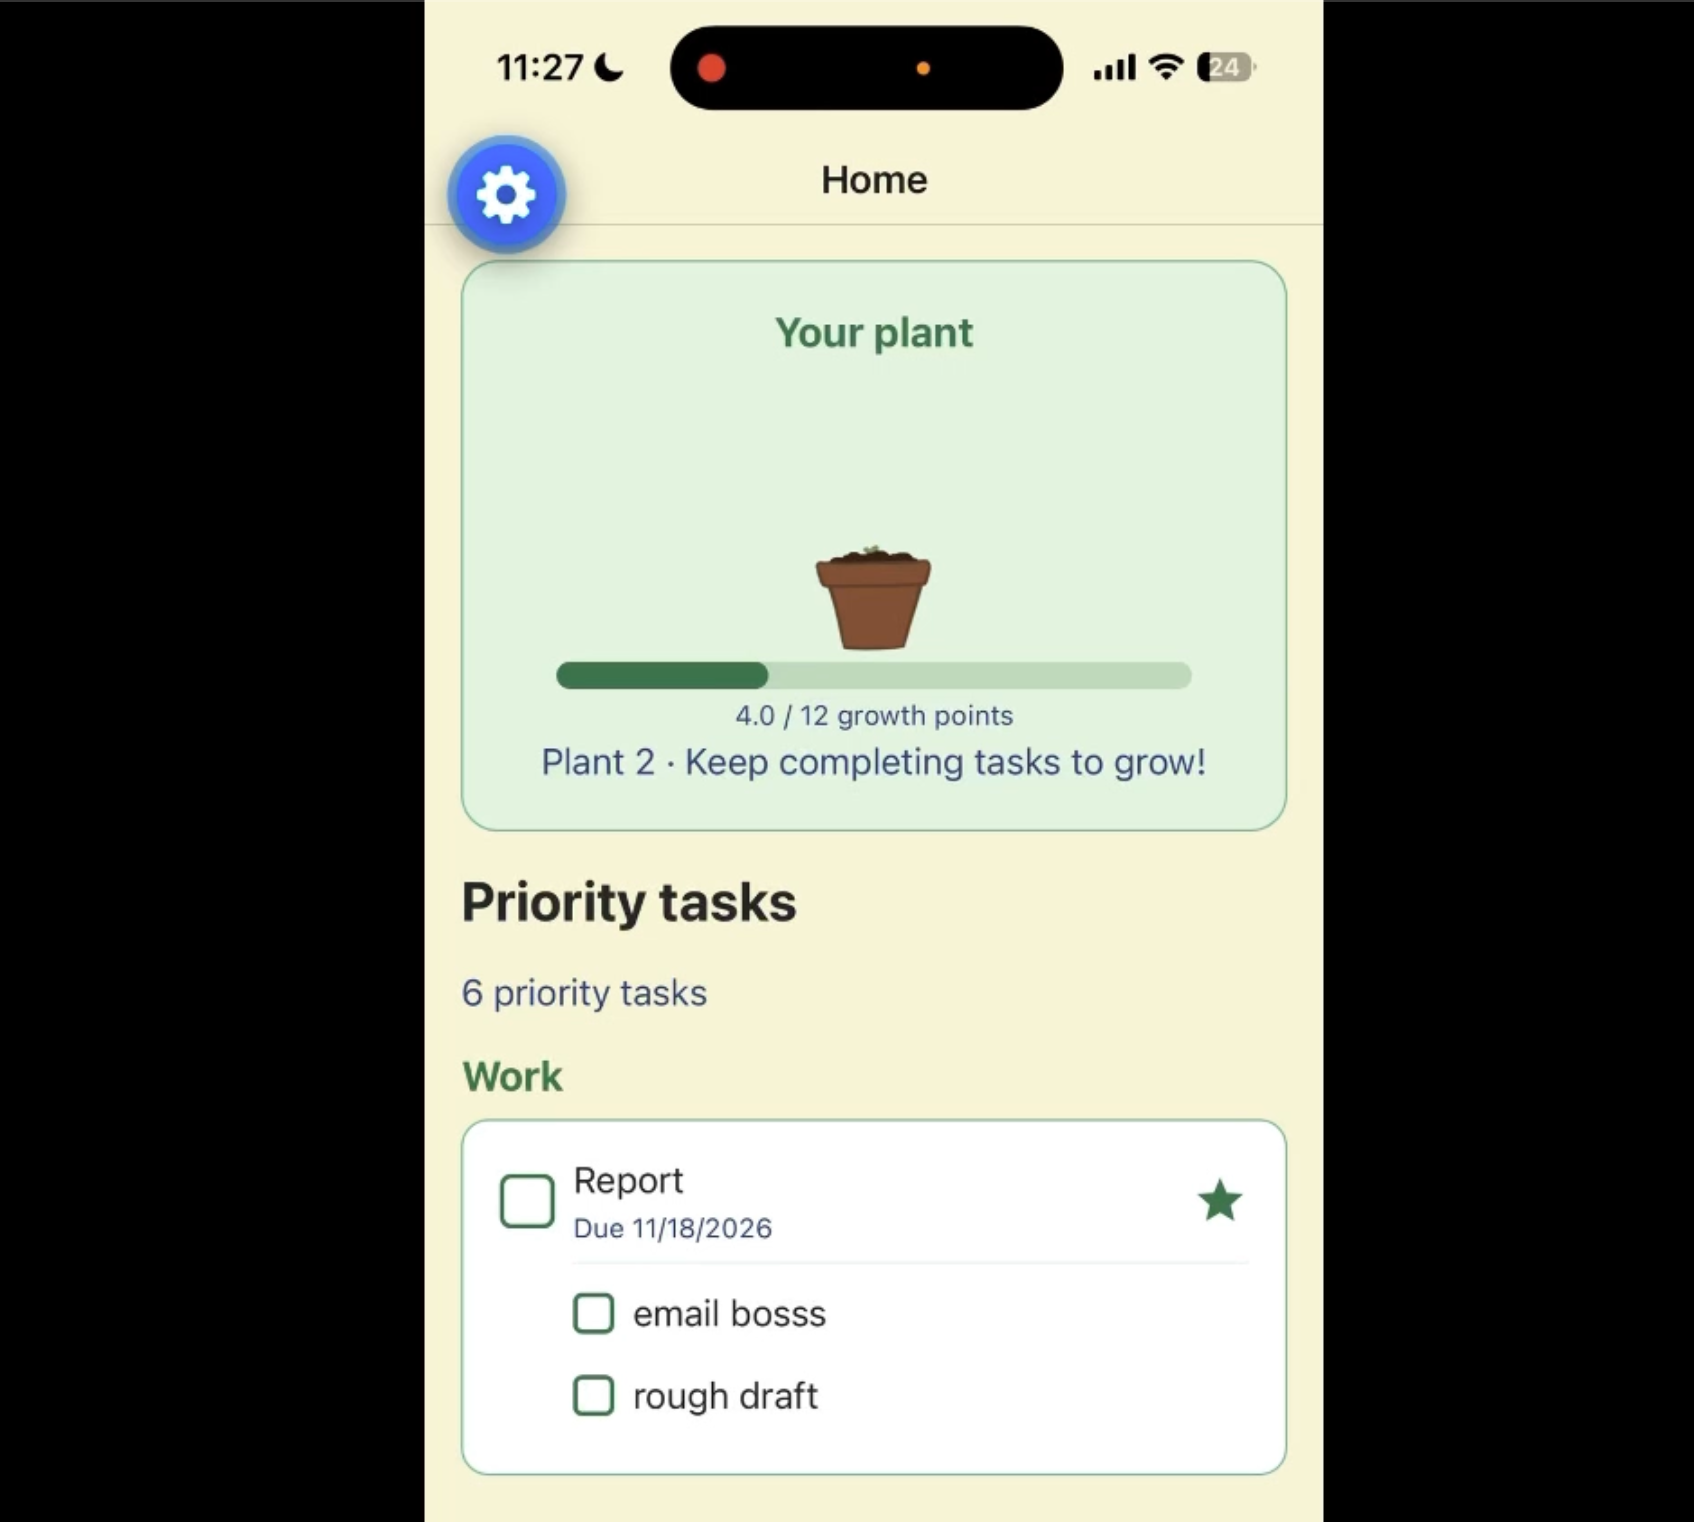 11:27
24
Home
Your plant
4.0 / 12 growth points
Plant 2 · Keep completing tasks to grow!
Priority tasks
6 priority tasks
Work
Report
Due 11/18/2026
email bosss
rough draft